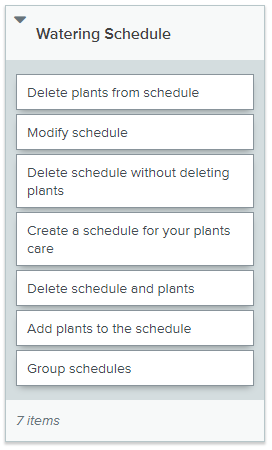 Watering Schedule
Delete plants from schedule
Modify schedule
Delete schedule without deleting
plants
Create a schedule for your plants
care
Delete schedule and plants
Add plants to the schedule
Group schedules
7 items